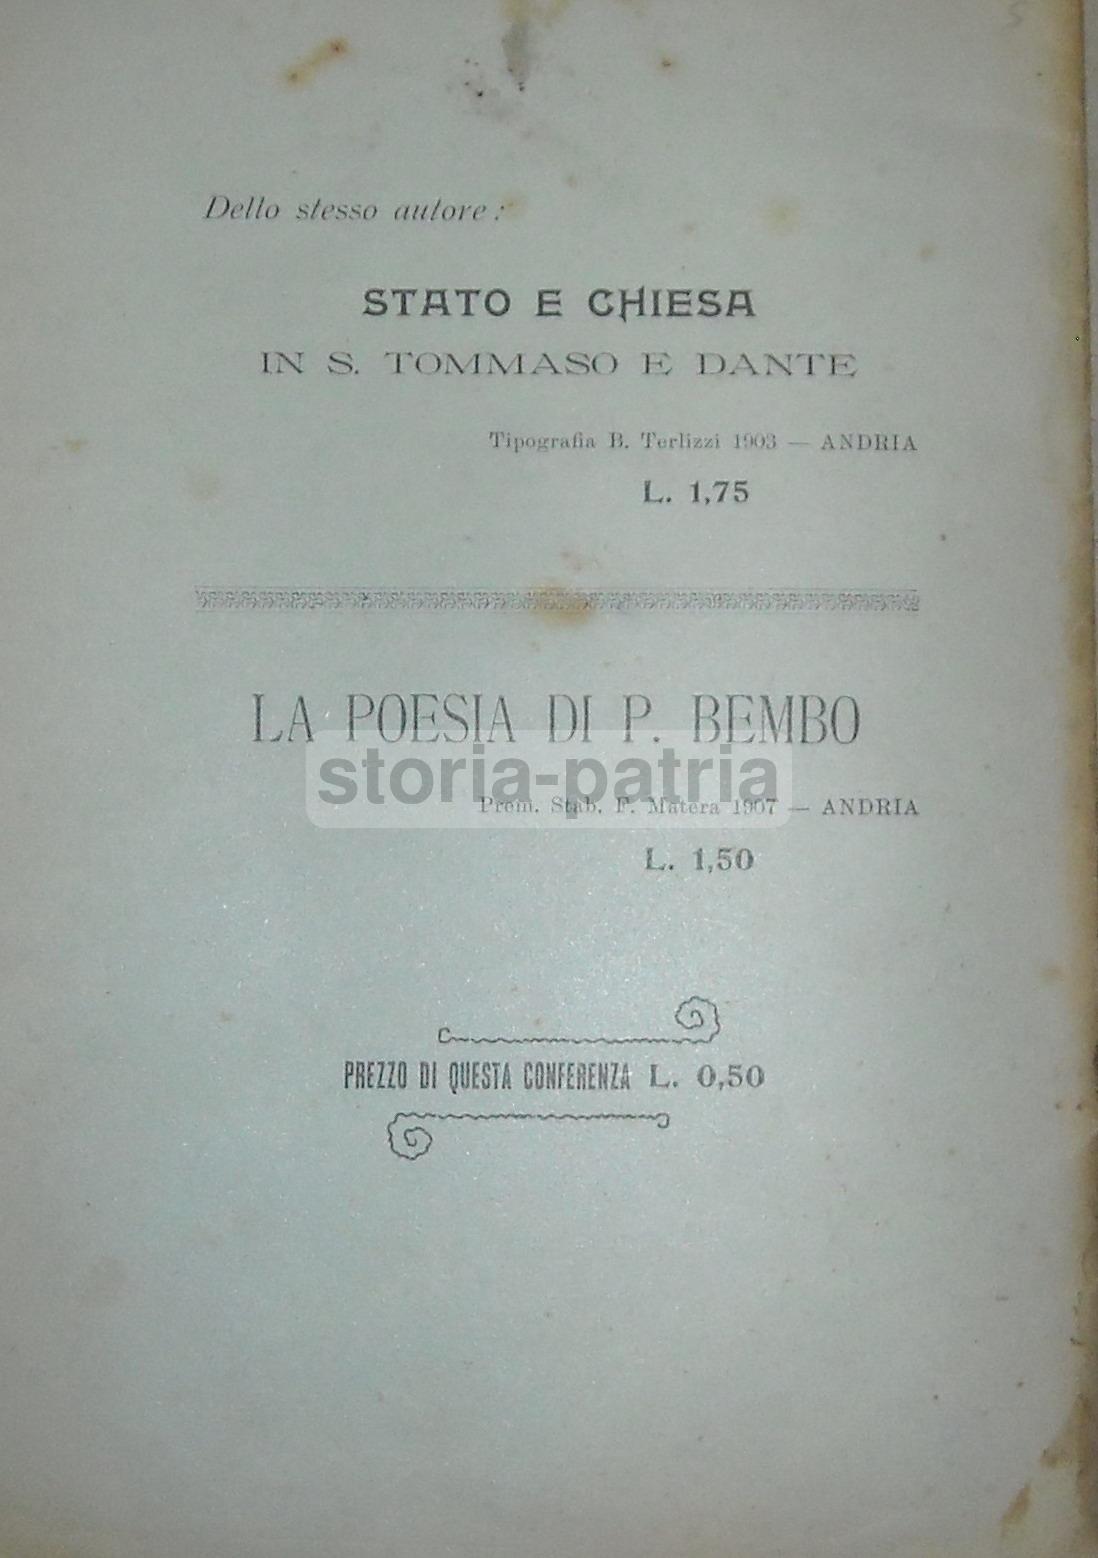 Dello stesso autore:
STATO E CHIESA
IN S. TOMMASO E DANTE
Tipografia B. Terlizzi 1903 — ANDRIA
L. 1,75
LA POESIA DI P. BEMBO
storia-patria
Prem. Stab. F. Matera 1907 — ANDRIA
L. 1,50
PREZZO DI QUESTA CONFERENZA L. 0,50
5